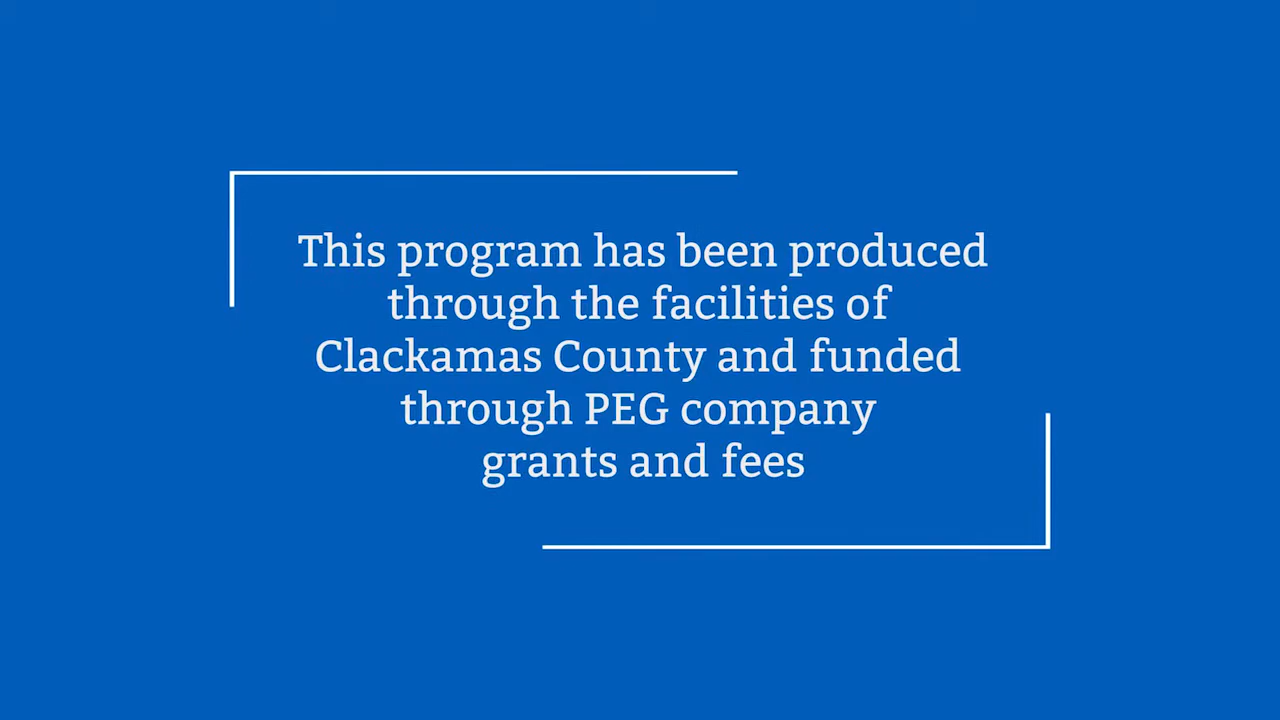 This program has been produced
through the facilities of
Clackamas County and funded
through PEG company
grants and fees